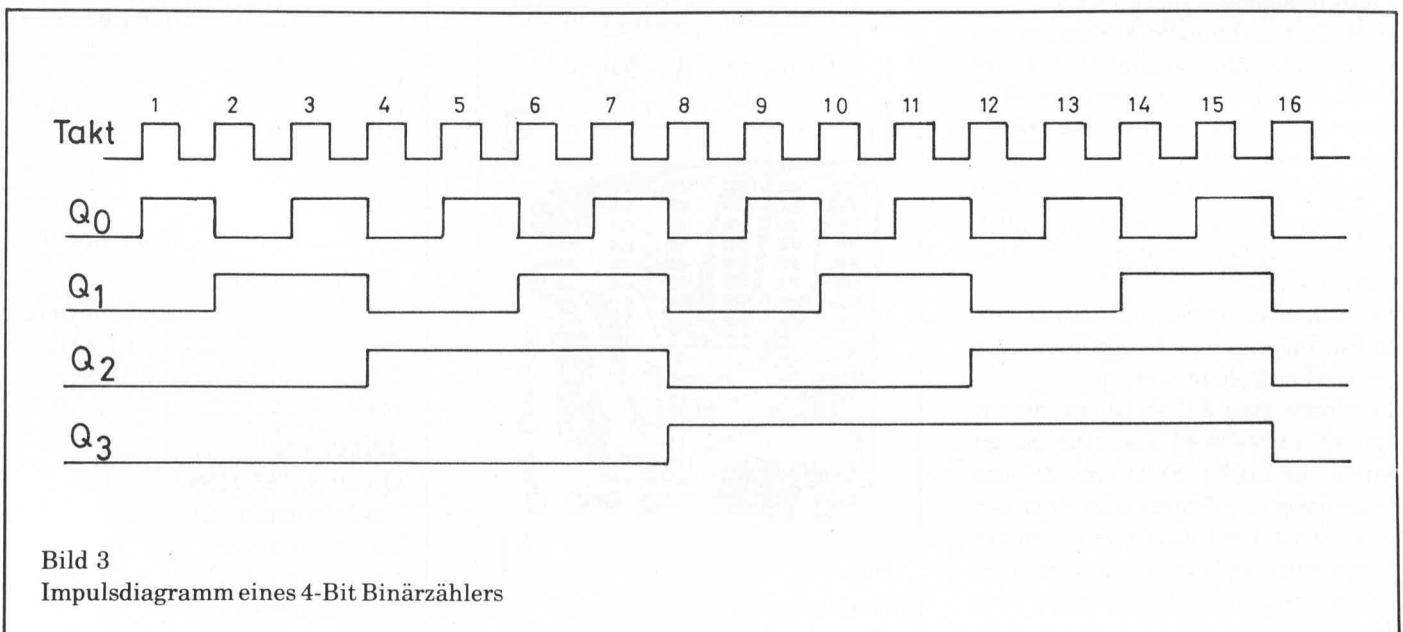 1 2 3 4 5 6 7 8 9 10 11 12 13 14 15 16
Takt
Q0
Q1
Q2
Q3
Bild 3
Impulsdiagramm eines 4-Bit Binärzählers